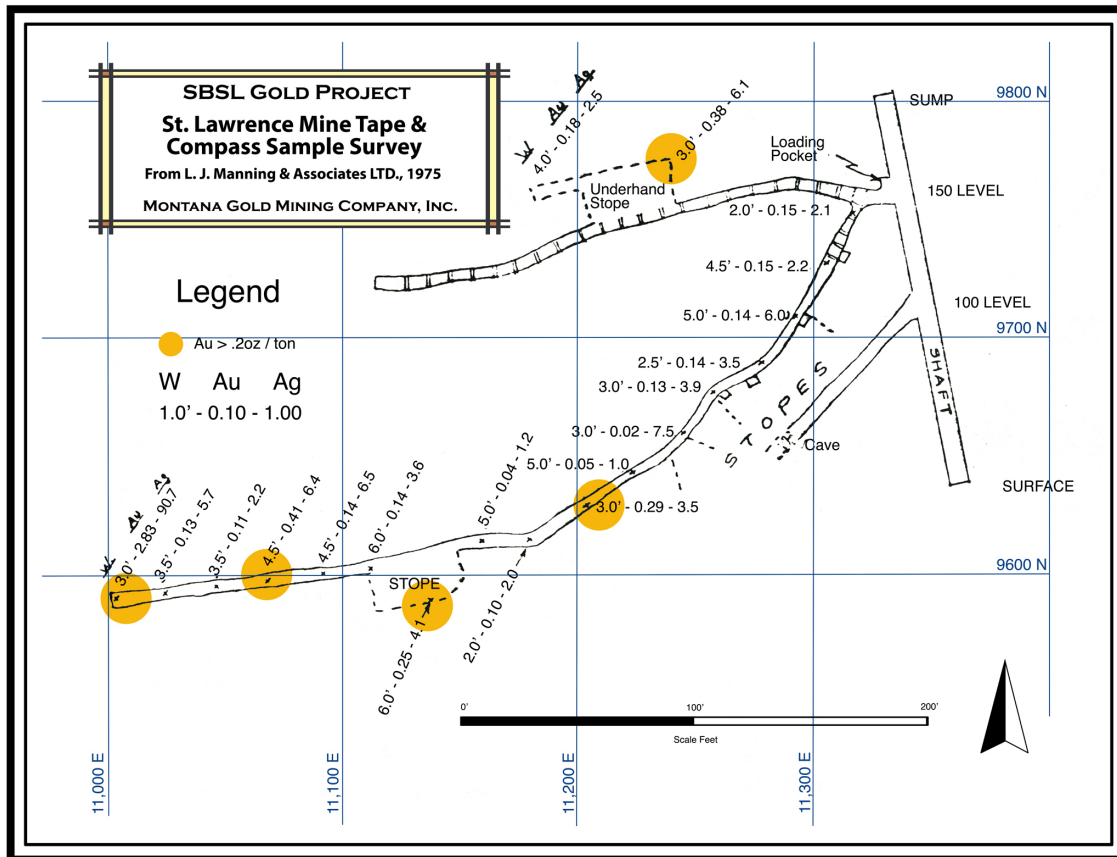 SBSL GOLD PROJECT
St. Lawrence Mine Tape &
Compass Sample Survey
From L. J. Manning & Associates LTD., 1975
MONTANA GOLD MINING COMPANY, INC.
Legend
Au > .2oz / ton
W Au Ag
1.0’ - 0.10 - 1.00
W Au Ag
4.0’ - 0.18 - 2.5
3.0’ - 0.38 - 6.1
Underhand
Stope
Loading
Pocket
SUMP
9800 N
150 LEVEL
2.0’ - 0.15 - 2.1
4.5’ - 0.15 - 2.2
100 LEVEL
5.0’ - 0.14 - 6.0
9700 N
2.5’ - 0.14 - 3.5
3.0’ - 0.13 - 3.9
SHAFT
STOPES
3.0’ - 0.02 - 7.5
Cave
5.0’ - 0.05 - 1.0
SURFACE
3.0’ - 0.29 - 3.5
W Au Ag
3.0’ - 2.83 - 90.7
3.5’ - 0.13 - 5.7
3.5’ - 0.11 - 2.2
4.5’ - 0.41 - 6.4
4.5’ - 0.14 - 6.5
6.0’ - 0.14 - 3.6
5.0’ - 0.04 - 1.2
9600 N
STOPE
6.0’ - 0.25 - 4.1
2.0’ - 0.10 - 2.0
0’ 100’ 200’
Scale Feet
11,000 E
11,100 E
11,200 E
11,300 E